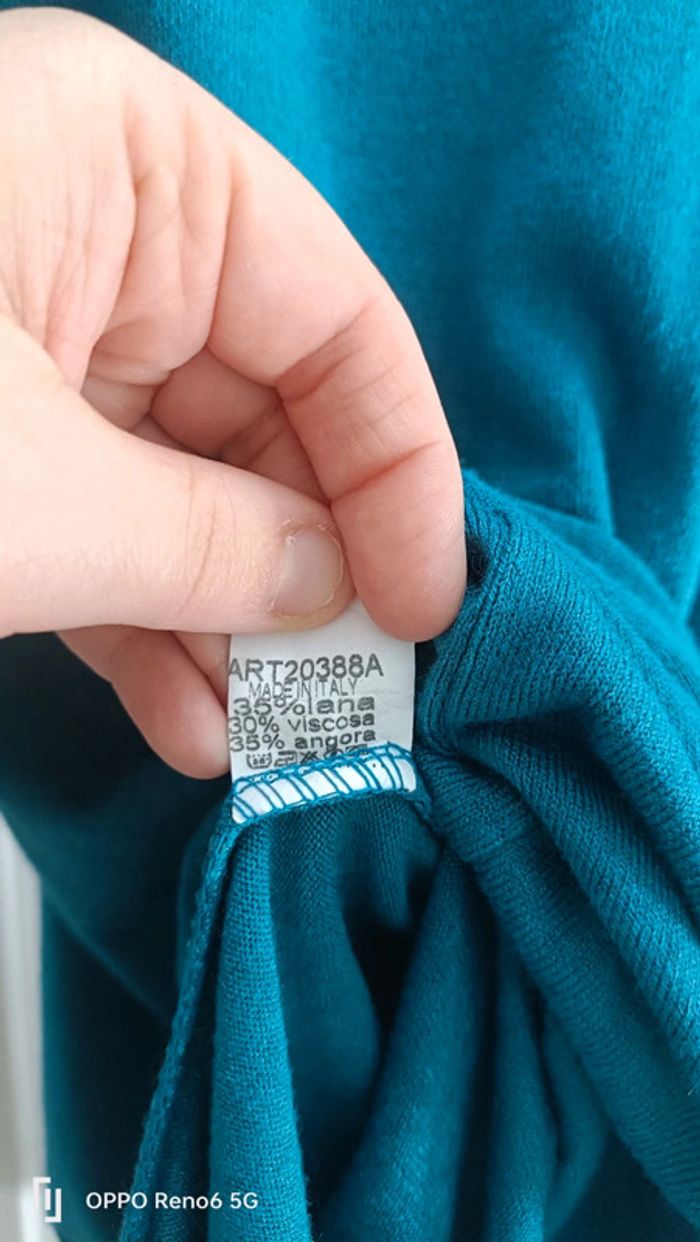 ART20388A
MADE IN ITALY
35% lana
30% viscosa
35% angora
OPPO Reno6 5G